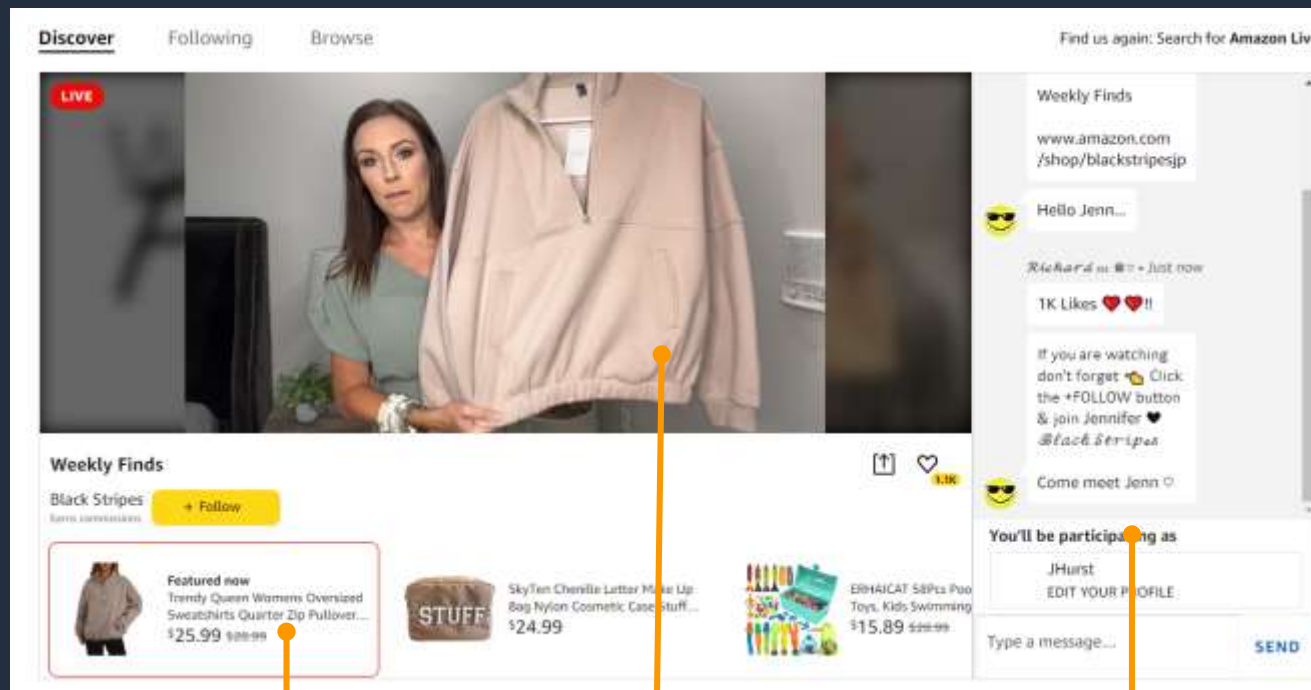 Discover
Following
Browse
Find us again: Search for Amazon Liv
LIVE
Weekly Finds
www.amazon.com
/shop/blackstripesjp
Hello Jenn...
Richard • Just now
1K Likes ❤️❤️!!
If you are watching
don't forget Click
the +FOLLOW button
& join Jennifer 🖤
Black Stripes
Come meet Jenn ♡
Weekly Finds
1.1K
Black Stripes
+ Follow
Earns commissions
Featured now
Trendy Queen Womens Oversized
Sweatshirts Quarter Zip Pullover...
$25.99
SkyTen Chenille Letter Make Up
Bag Nylon Cosmetic Case Stuff...
$24.99
STUFF
ERHAICAT 58Pcs Poo
Toys, Kids Swimming
$15.89
You'll be participating as
JHurst
EDIT YOUR PROFILE
Type a message...
SEND